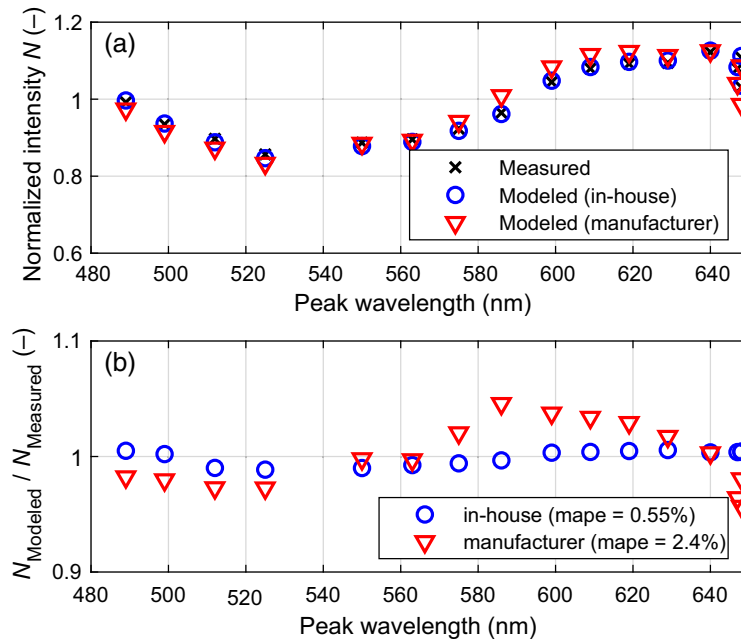 (a)
Normalized intensity N (–)
1.2
1
0.8
0.6
Measured
Modeled (in-house)
Modeled (manufacturer)
480 500 520 540 560 580 600 620 640
Peak wavelength (nm)
(b)
N_Modeled / N_Measured (–)
1.1
1
0.9
in-house (mape = 0.55%)
manufacturer (mape = 2.4%)
480 500 520 540 560 580 600 620 640
Peak wavelength (nm)